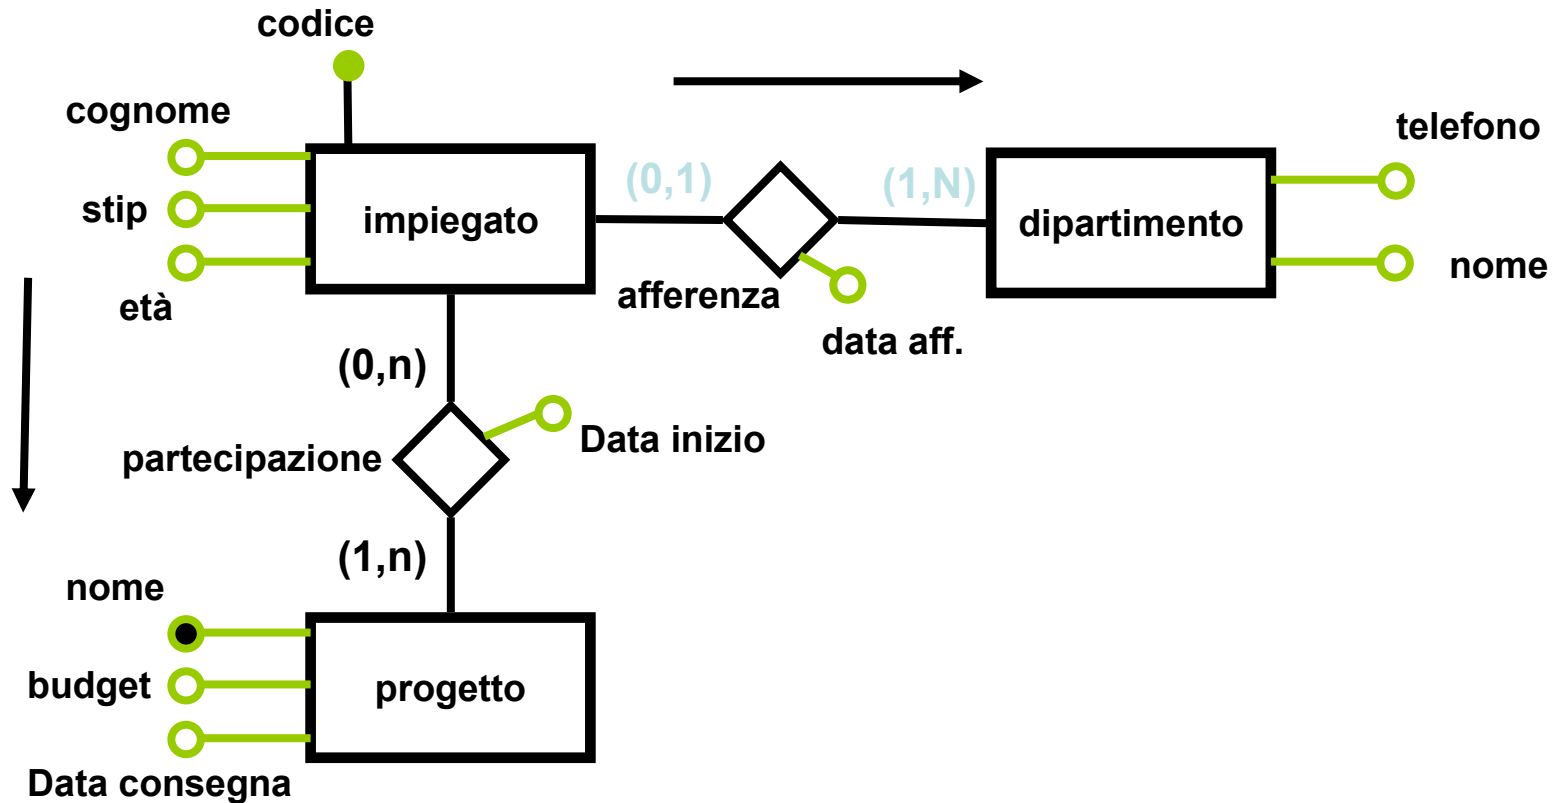 codice
cognome
telefono
(0,1)
(1,N)
stip
impiegato
dipartimento
nome
età
afferenza
data aff.
(0,n)
Data inizio
partecipazione
(1,n)
nome
budget
progetto
Data consegna